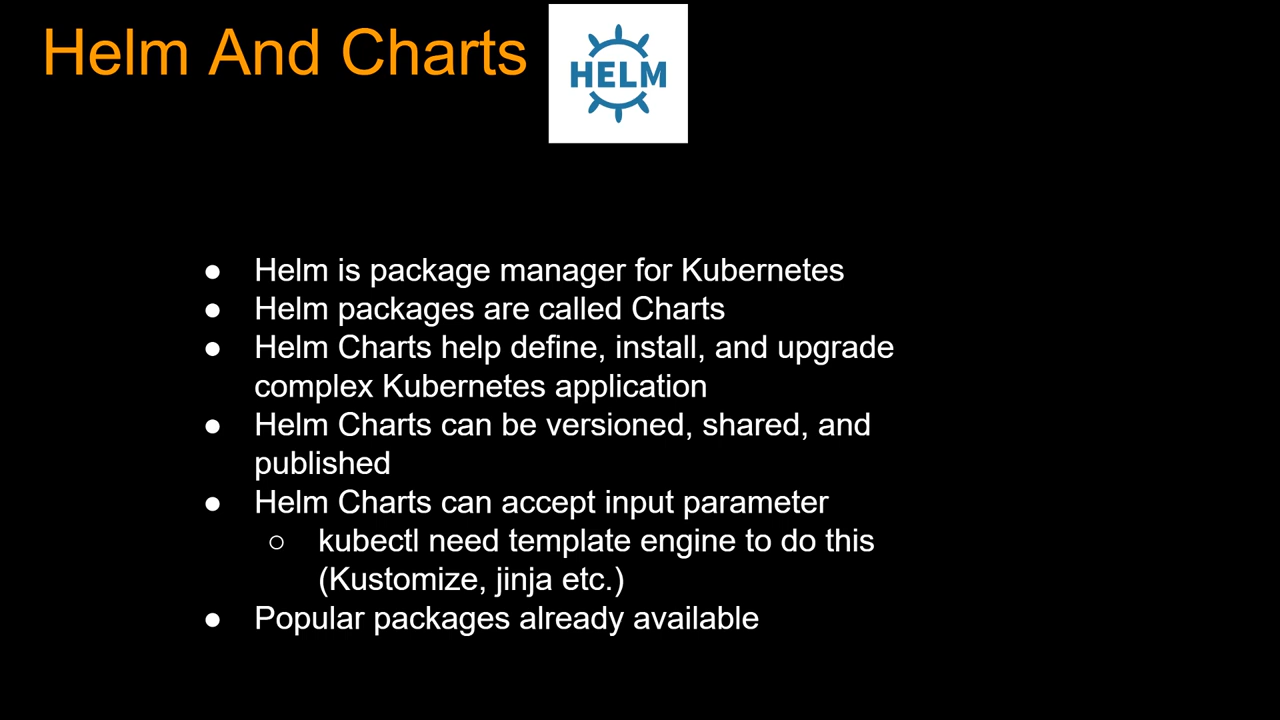 Helm And Charts
HELM
● Helm is package manager for Kubernetes
● Helm packages are called Charts
● Helm Charts help define, install, and upgrade
complex Kubernetes application
● Helm Charts can be versioned, shared, and
published
● Helm Charts can accept input parameter
○ kubectl need template engine to do this
(Kustomize, jinja etc.)
● Popular packages already available